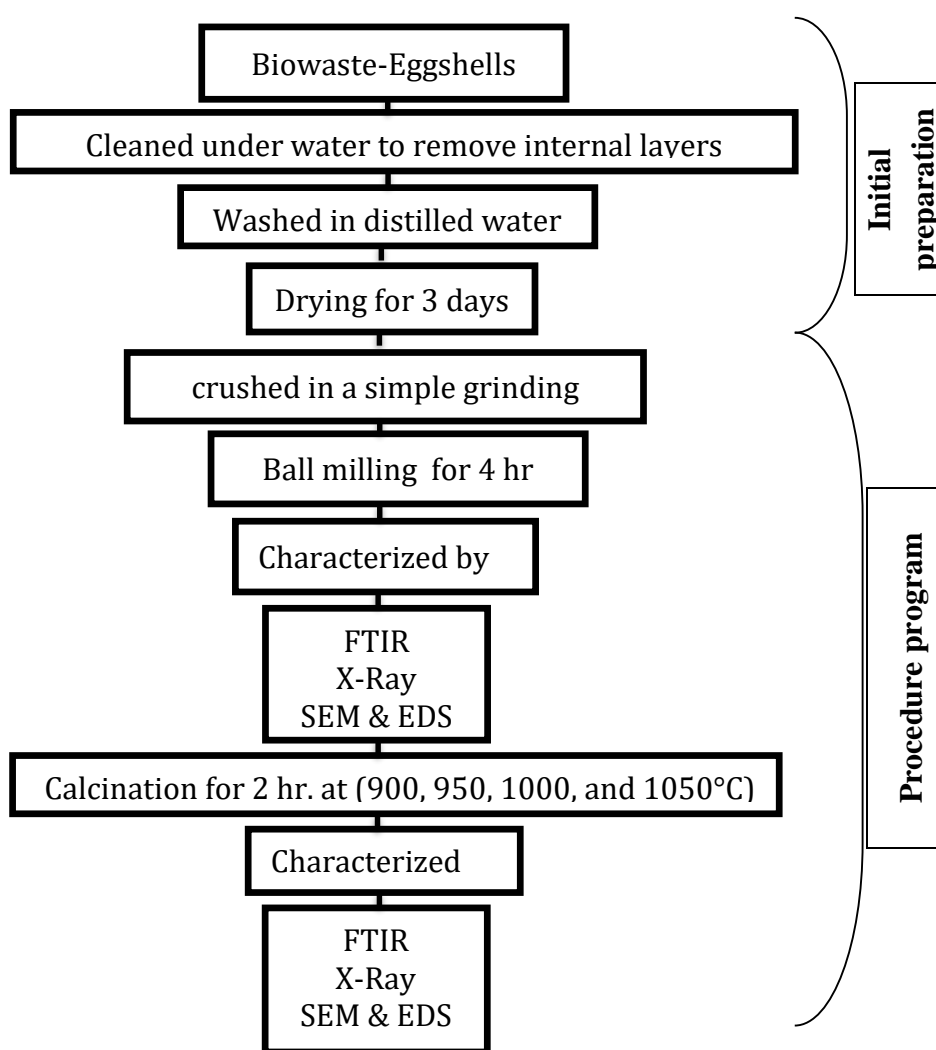 Biowaste-Eggshells
Cleaned under water to remove internal layers
Washed in distilled water
Drying for 3 days
Initial
preparation
crushed in a simple grinding
Ball milling for 4 hr
Characterized by
FTIR
X-Ray
SEM & EDS
Calcination for 2 hr. at (900, 950, 1000, and 1050°C)
Characterized
FTIR
X-Ray
SEM & EDS
Procedure program